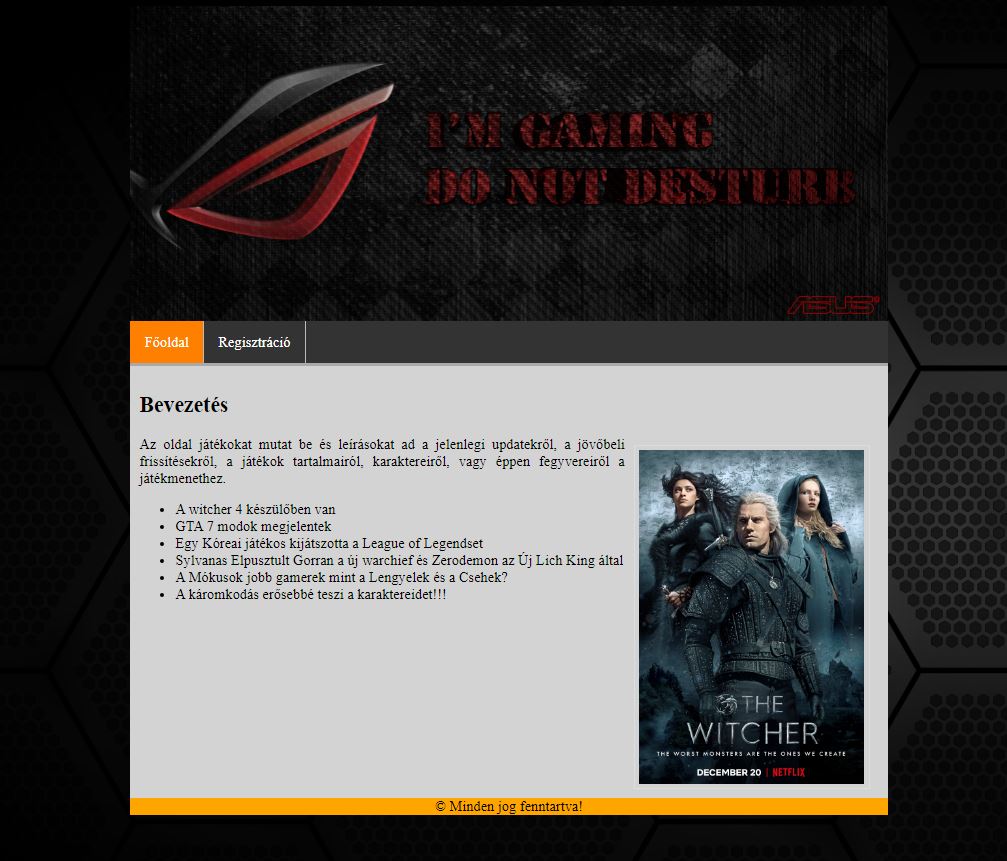 I'M GAMING
DO NOT DESTURB
ASUS
Főoldal
Regisztráció
Bevezetés
Az oldal játékokat mutat be és leírásokat ad a jelenlegi updatekről, a jövőbeli
frissítésekről, a játékok tartalmairól, karaktereiről, vagy éppen fegyvereiről a
játékmenethez.
• A witcher 4 készülőben van
• GTA 7 modok megjelentek
• Egy Kóreai játékos kijátszotta a League of Legendset
• Sylvanas Elpusztult Gorran a új warchief és Zerodemon az Új Lich King által
• A Mókusok jobb gamerek mint a Lengyelek és a Csehek?
• A káromkodás erősebbé teszi a karaktereidet!!!
THE
WITCHER
THE WORST MONSTERS ARE THE ONES WE CREATE
DECEMBER 20 | NETFLIX
© Minden jog fenntartva!